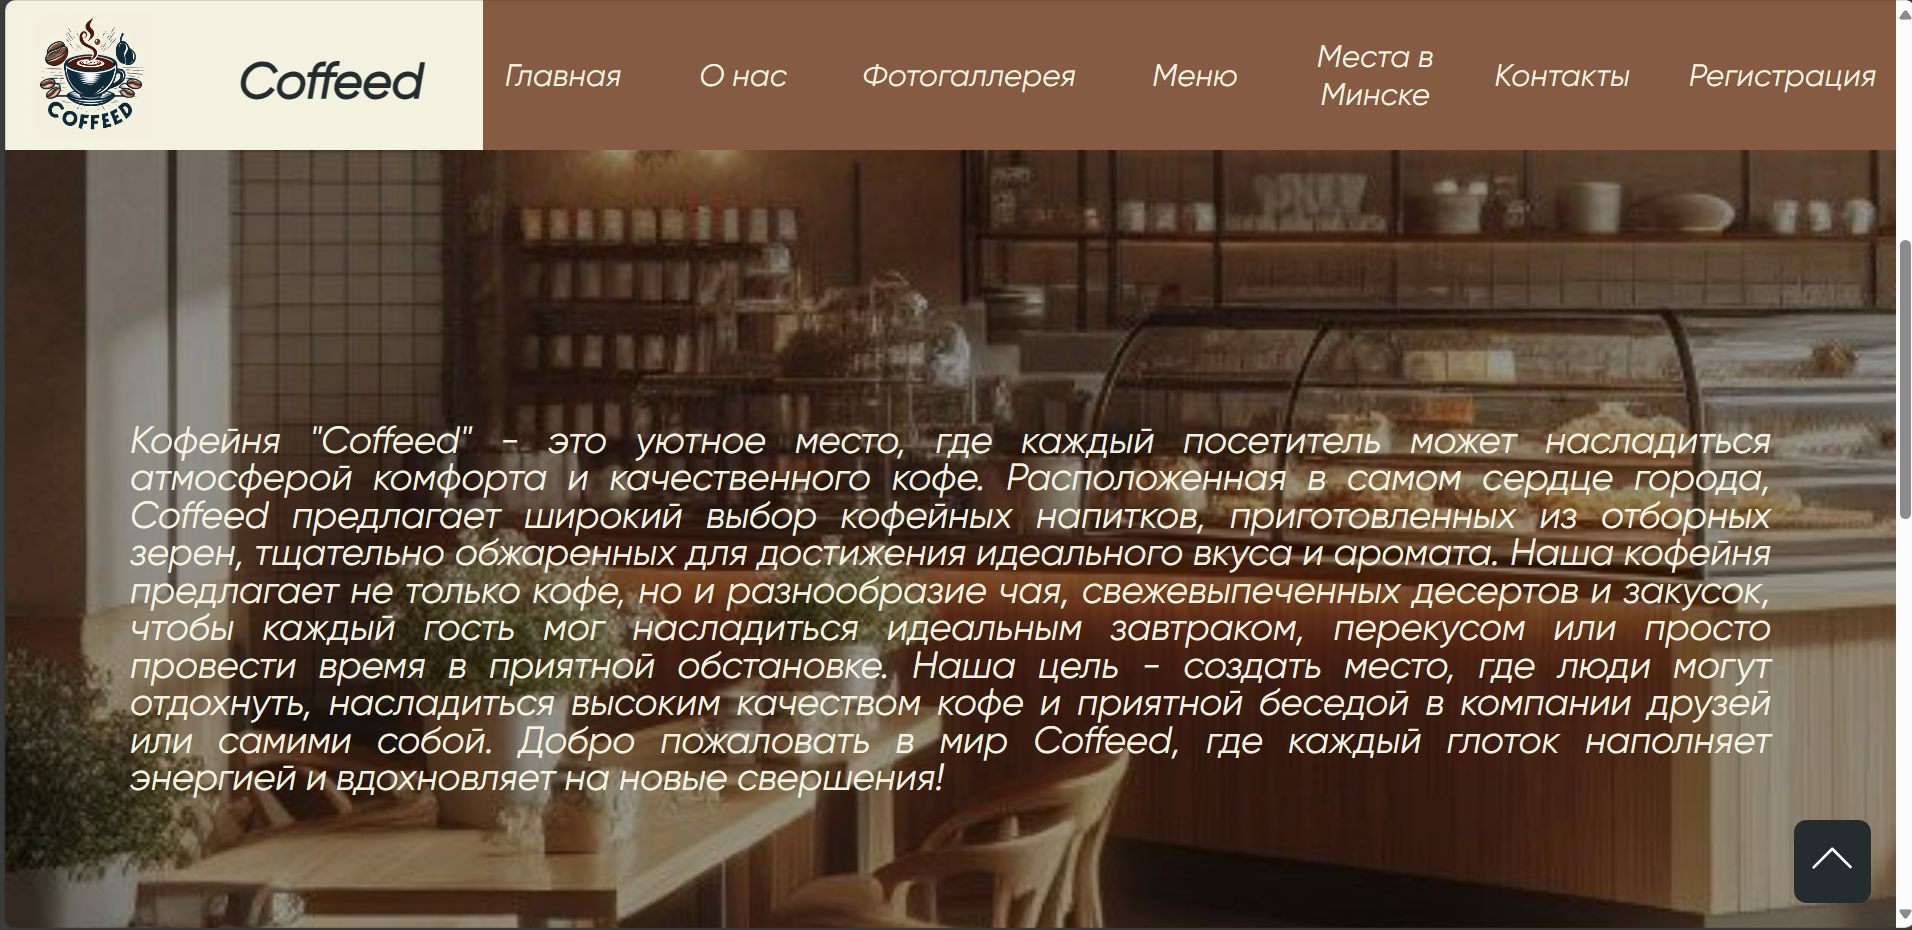 COFFEED
Coffeed
Главная
О нас
Фотогаллерея
Меню
Места в
Минске
Контакты
Регистрация
Кофейня "Coffeed" - это уютное место, где каждый посетитель может насладиться
атмосферой комфорта и качественного кофе. Расположенная в самом сердце города,
Coffeed предлагает широкий выбор кофейных напитков, приготовленных из отборных
зерен, тщательно обжаренных для достижения идеального вкуса и аромата. Наша кофейня
предлагает не только кофе, но и разнообразие чая, свежевыпеченных десертов и закусок,
чтобы каждый гость мог насладиться идеальным завтраком, перекусом или просто
провести время в приятной обстановке. Наша цель - создать место, где люди могут
отдохнуть, насладиться высоким качеством кофе и приятной беседой в компании друзей
или самими собой. Добро пожаловать в мир Coffeed, где каждый глоток наполняет
энергией и вдохновляет на новые свершения!